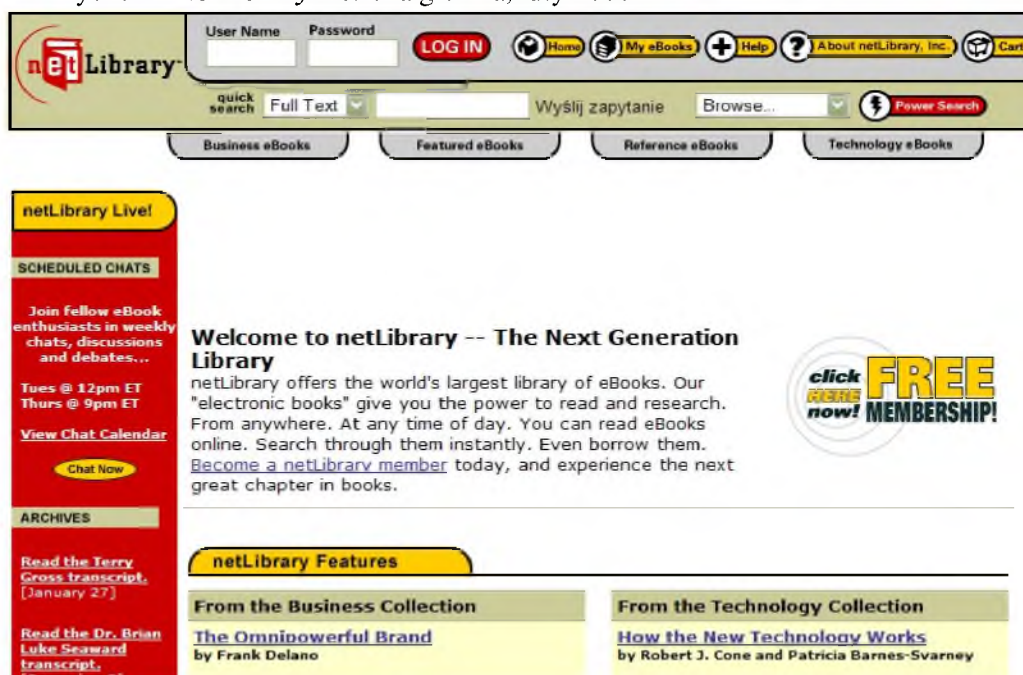 User Name Password
LOG IN Home My eBooks Help About netLibrary, Inc. Cart
netLibrary
quick search Full Text Wyślij zapytanie Browse... Power Search
Business eBooks Featured eBooks Reference eBooks Technology eBooks
netLibrary Live!
SCHEDULED CHATS
Join fellow eBook
enthusiasts in weekly
chats, discussions
and debates...
Tues @ 12pm ET
Thurs @ 9pm ET
View Chat Calendar
Chat Now
ARCHIVES
Read the Terry
Gross transcript.
[January 27]
Read the Dr. Brian
Luke Seaward
transcript.
Welcome to netLibrary -- The Next Generation
Library
netLibrary offers the world's largest library of eBooks. Our
"electronic books" give you the power to read and research.
From anywhere. At any time of day. You can read eBooks
online. Search through them instantly. Even borrow them.
Become a netLibrary member today, and experience the next
great chapter in books.
click HERE now! FREE MEMBERSHIP!
netLibrary Features
From the Business Collection
The Omnipowerful Brand
by Frank Delano
From the Technology Collection
How the New Technology Works
by Robert J. Cone and Patricia Barnes-Svarney